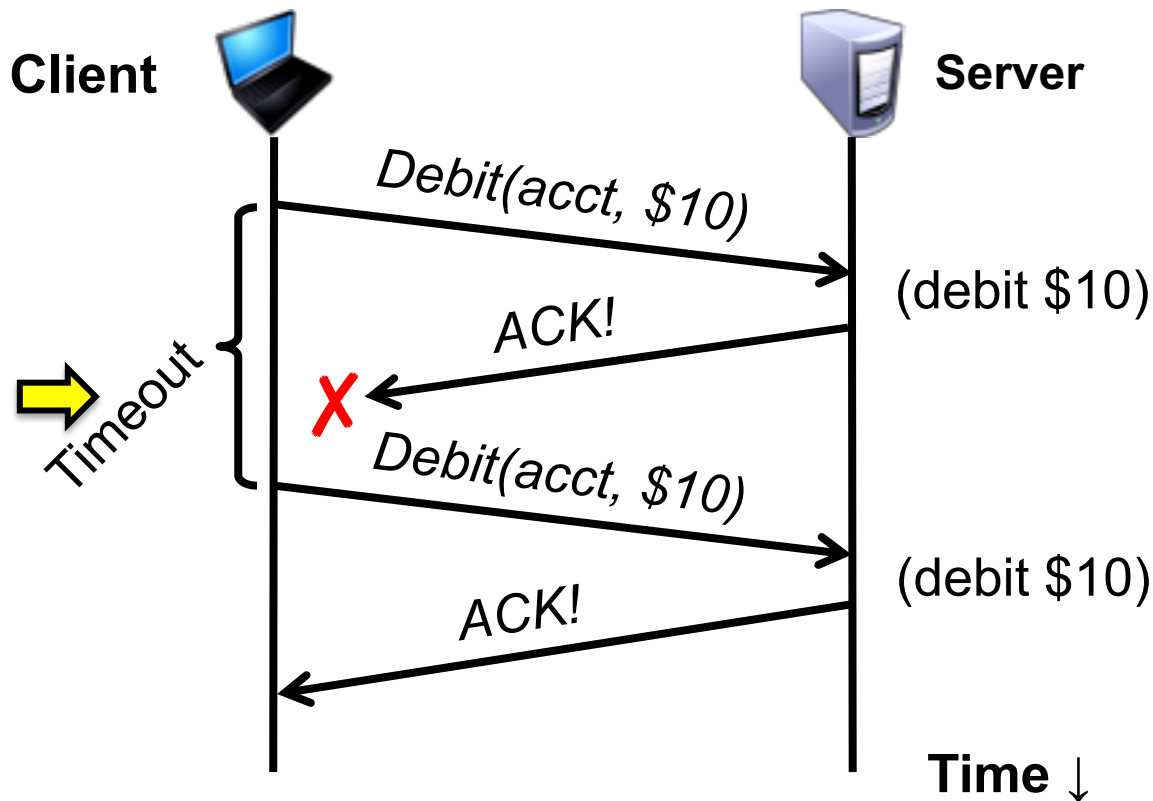 Client
Server
Debit(acct, $10)
(debit $10)
ACK!
Timeout
Debit(acct, $10)
(debit $10)
ACK!
Time ↓